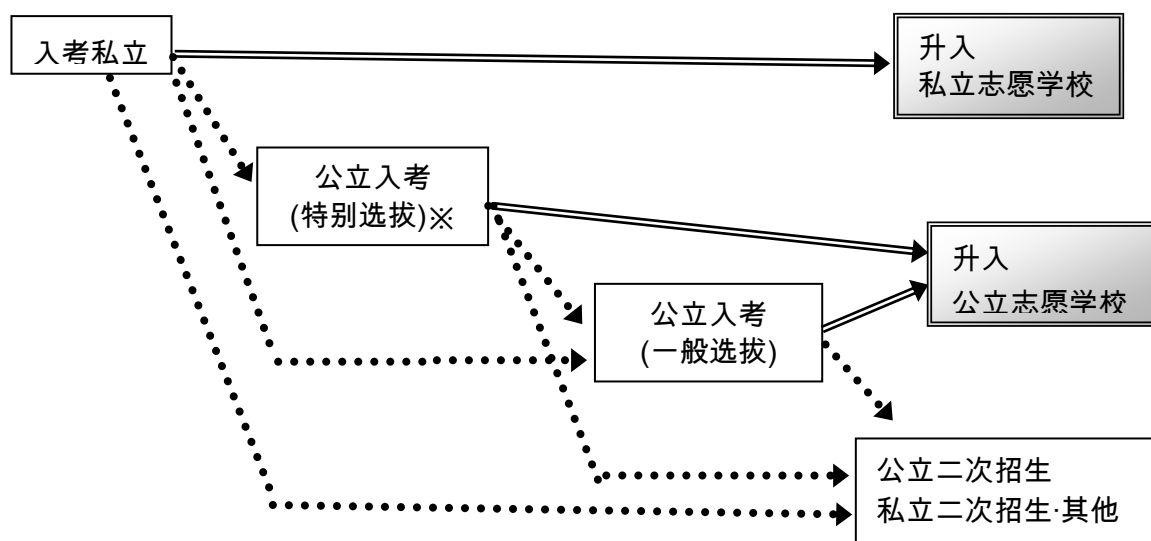 入考私立
升入
私立志愿学校
公立入考
(特别选拔)※
升入
公立志愿学校
公立入考
(一般选拔)
公立二次招生
私立二次招生·其他